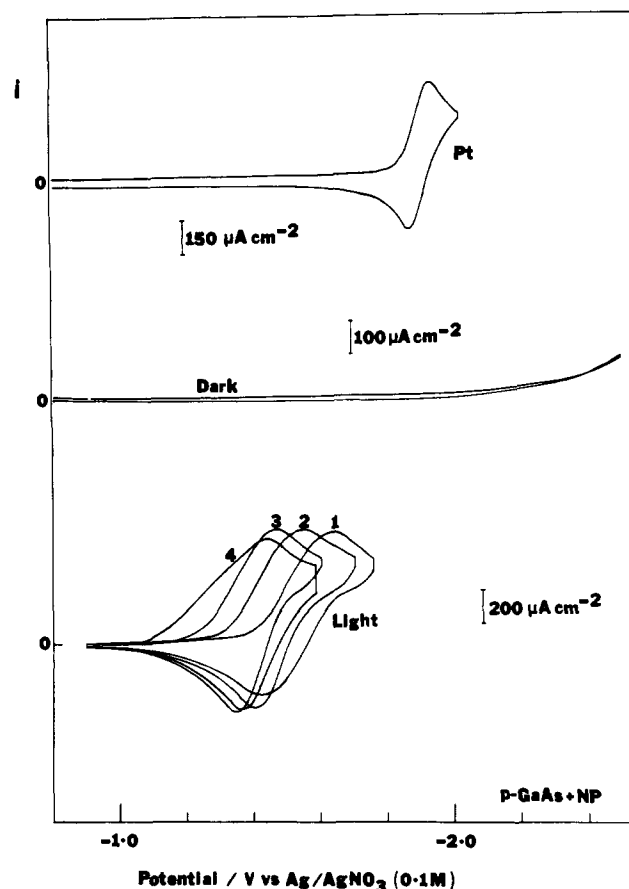 i
Pt
0
150 µA cm-2
100 µA cm-2
Dark
0
4 3 2 1
Light
200 µA cm-2
0
p-GaAs+NP
-1·0 -2·0
Potential / V vs Ag/AgNO3 (0·1M)